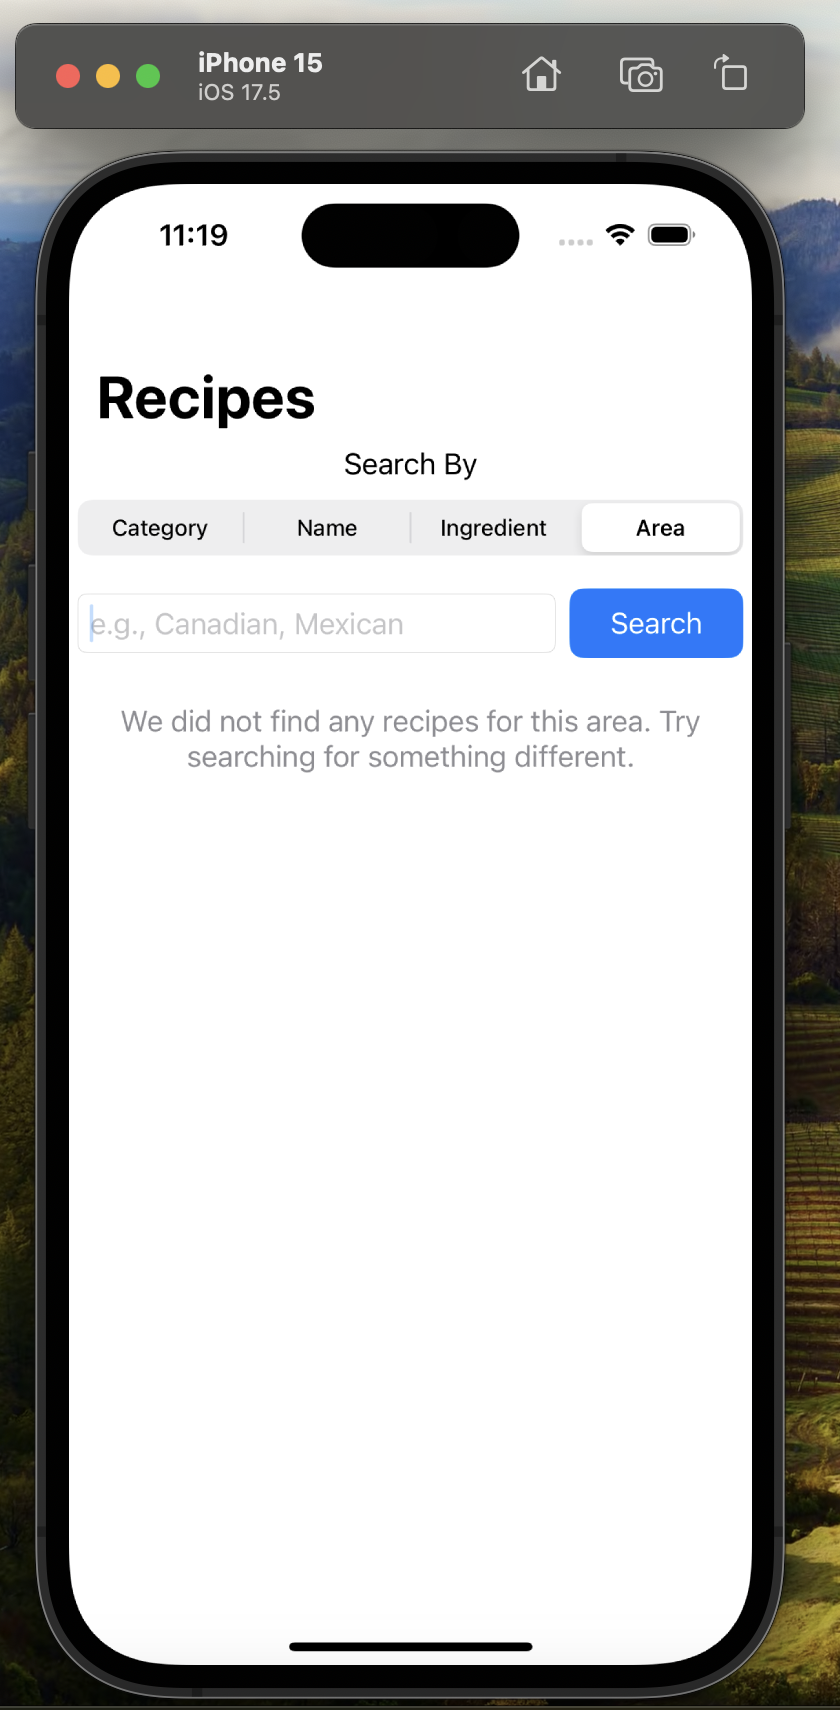 iPhone 15
iOS 17.5
11:19
Recipes
Search By
Category Name Ingredient Area
e.g., Canadian, Mexican Search
We did not find any recipes for this area. Try
searching for something different.